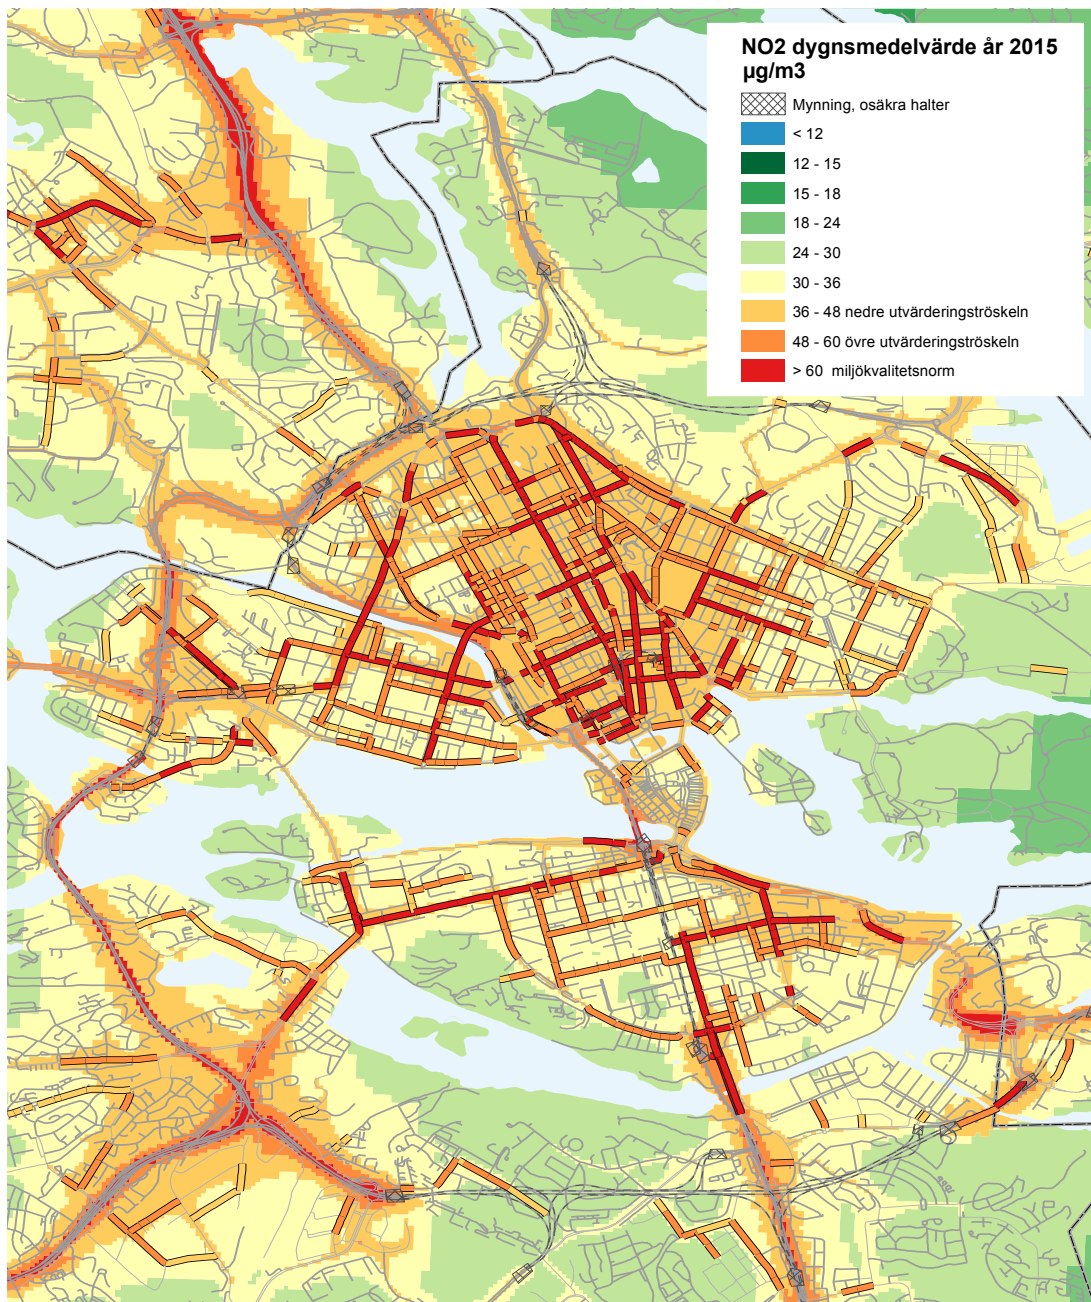 NO2 dygnsmedelvärde år 2015
µg/m3
Mynning, osäkra halter
< 12
12 - 15
15 - 18
18 - 24
24 - 30
30 - 36
36 - 48 nedre utvärderingströskeln
48 - 60 övre utvärderingströskeln
> 60 miljökvalitetsnorm